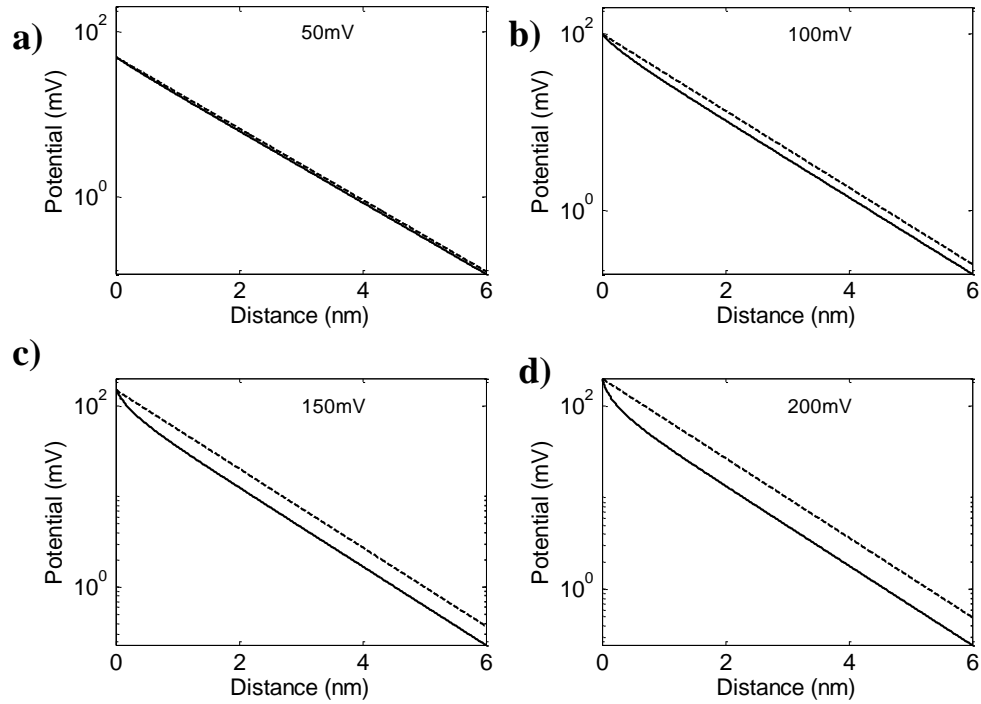 a)
50mV
Potential (mV)
10^2
10^0
0 2 4 6
Distance (nm)
b)
100mV
Potential (mV)
10^2
10^0
0 2 4 6
Distance (nm)
c)
150mV
Potential (mV)
10^2
10^0
0 2 4 6
Distance (nm)
d)
200mV
Potential (mV)
10^2
10^0
0 2 4 6
Distance (nm)